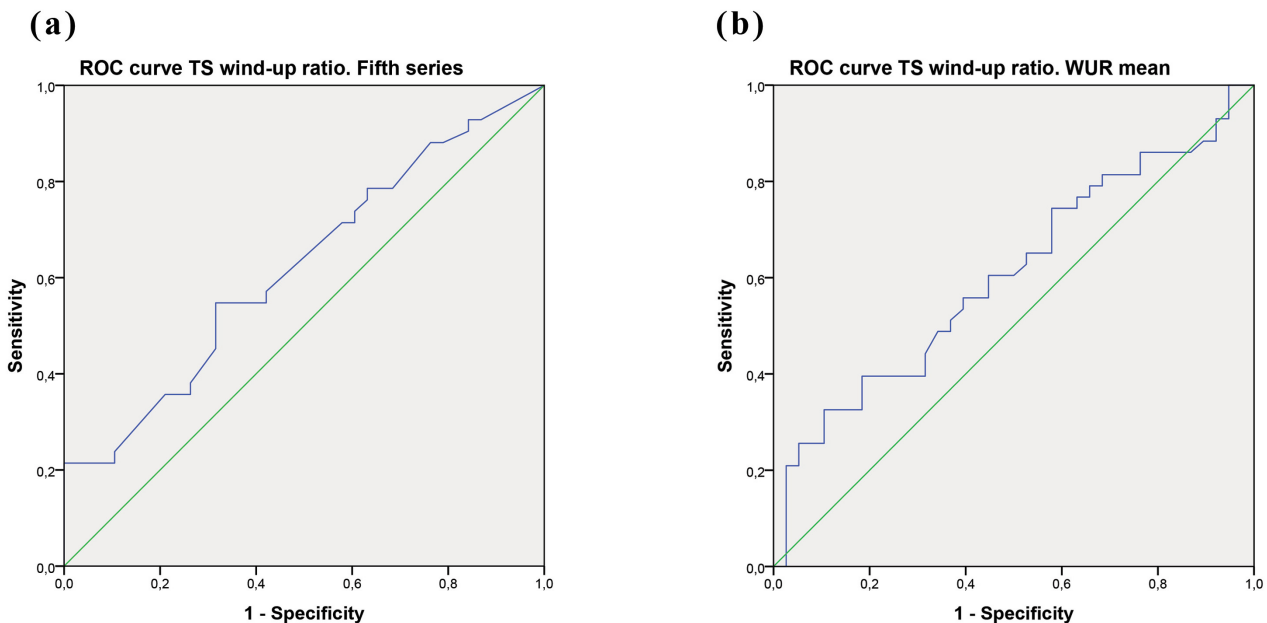 (a)
ROC curve TS wind-up ratio. Fifth series
1,0
0,8
0,6
0,4
0,2
0,0
Sensitivity
0,0 0,2 0,4 0,6 0,8 1,0
1 - Specificity
(b)
ROC curve TS wind-up ratio. WUR mean
1,0
0,8
0,6
0,4
0,2
0,0
Sensitivity
0,0 0,2 0,4 0,6 0,8 1,0
1 - Specificity